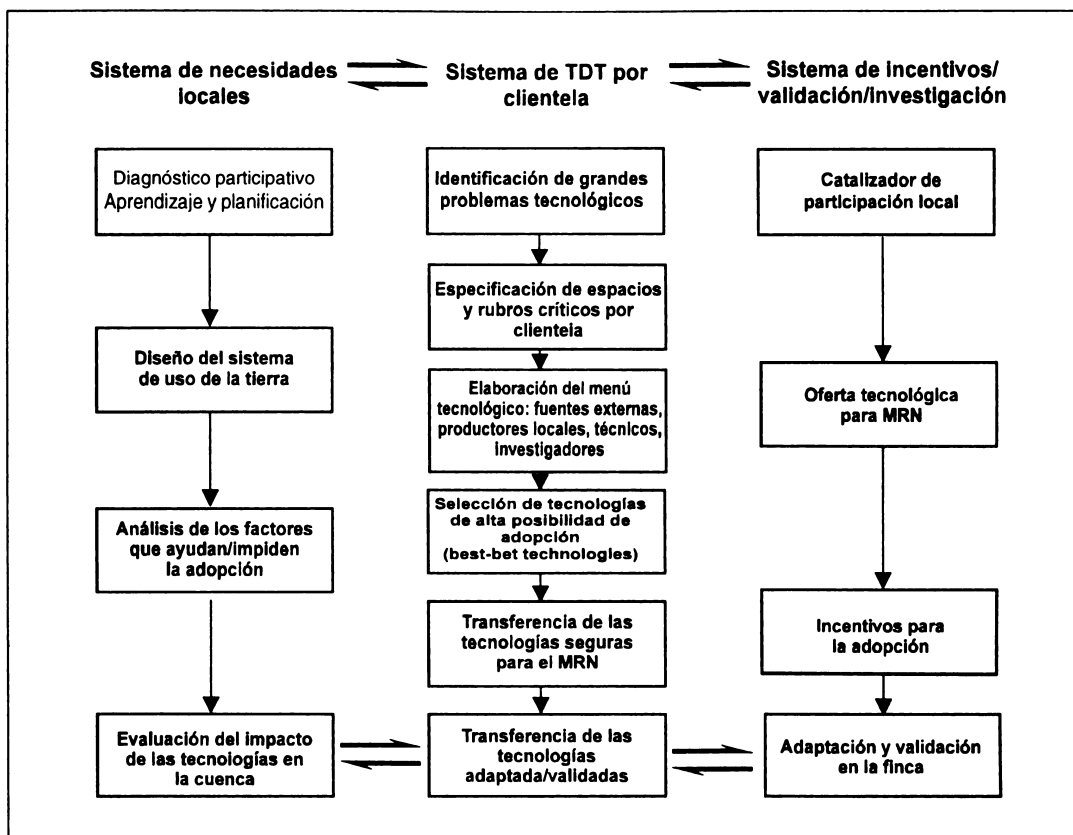 Sistema de necesidades
locales
Sistema de TDT por
clientela
Sistema de incentivos/
validación/investigación
Diagnóstico participativo
Aprendizaje y planificación
Diseño del sistema
de uso de la tierra
Análisis de los factores
que ayudan/impiden
la adopción
Evaluación del impacto
de las tecnologías en
la cuenca
Identificación de grandes
problemas tecnológicos
Especificación de espacios
y rubros críticos por
clienteia
Elaboración del menú
tecnológico: fuentes externas,
productores locales, técnicos,
investigadores
Selección de tecnologías
de alta posibilidad de
adopción
(best-bet technologies)
Transferencia de las
tecnologías seguras
para el MRN
Transferencia de las
tecnologías
adaptada/validadas
Catalizador de
participación local
Oferta tecnológica
para MRN
Incentivos para
la adopción
Adaptación y validación
en la finca